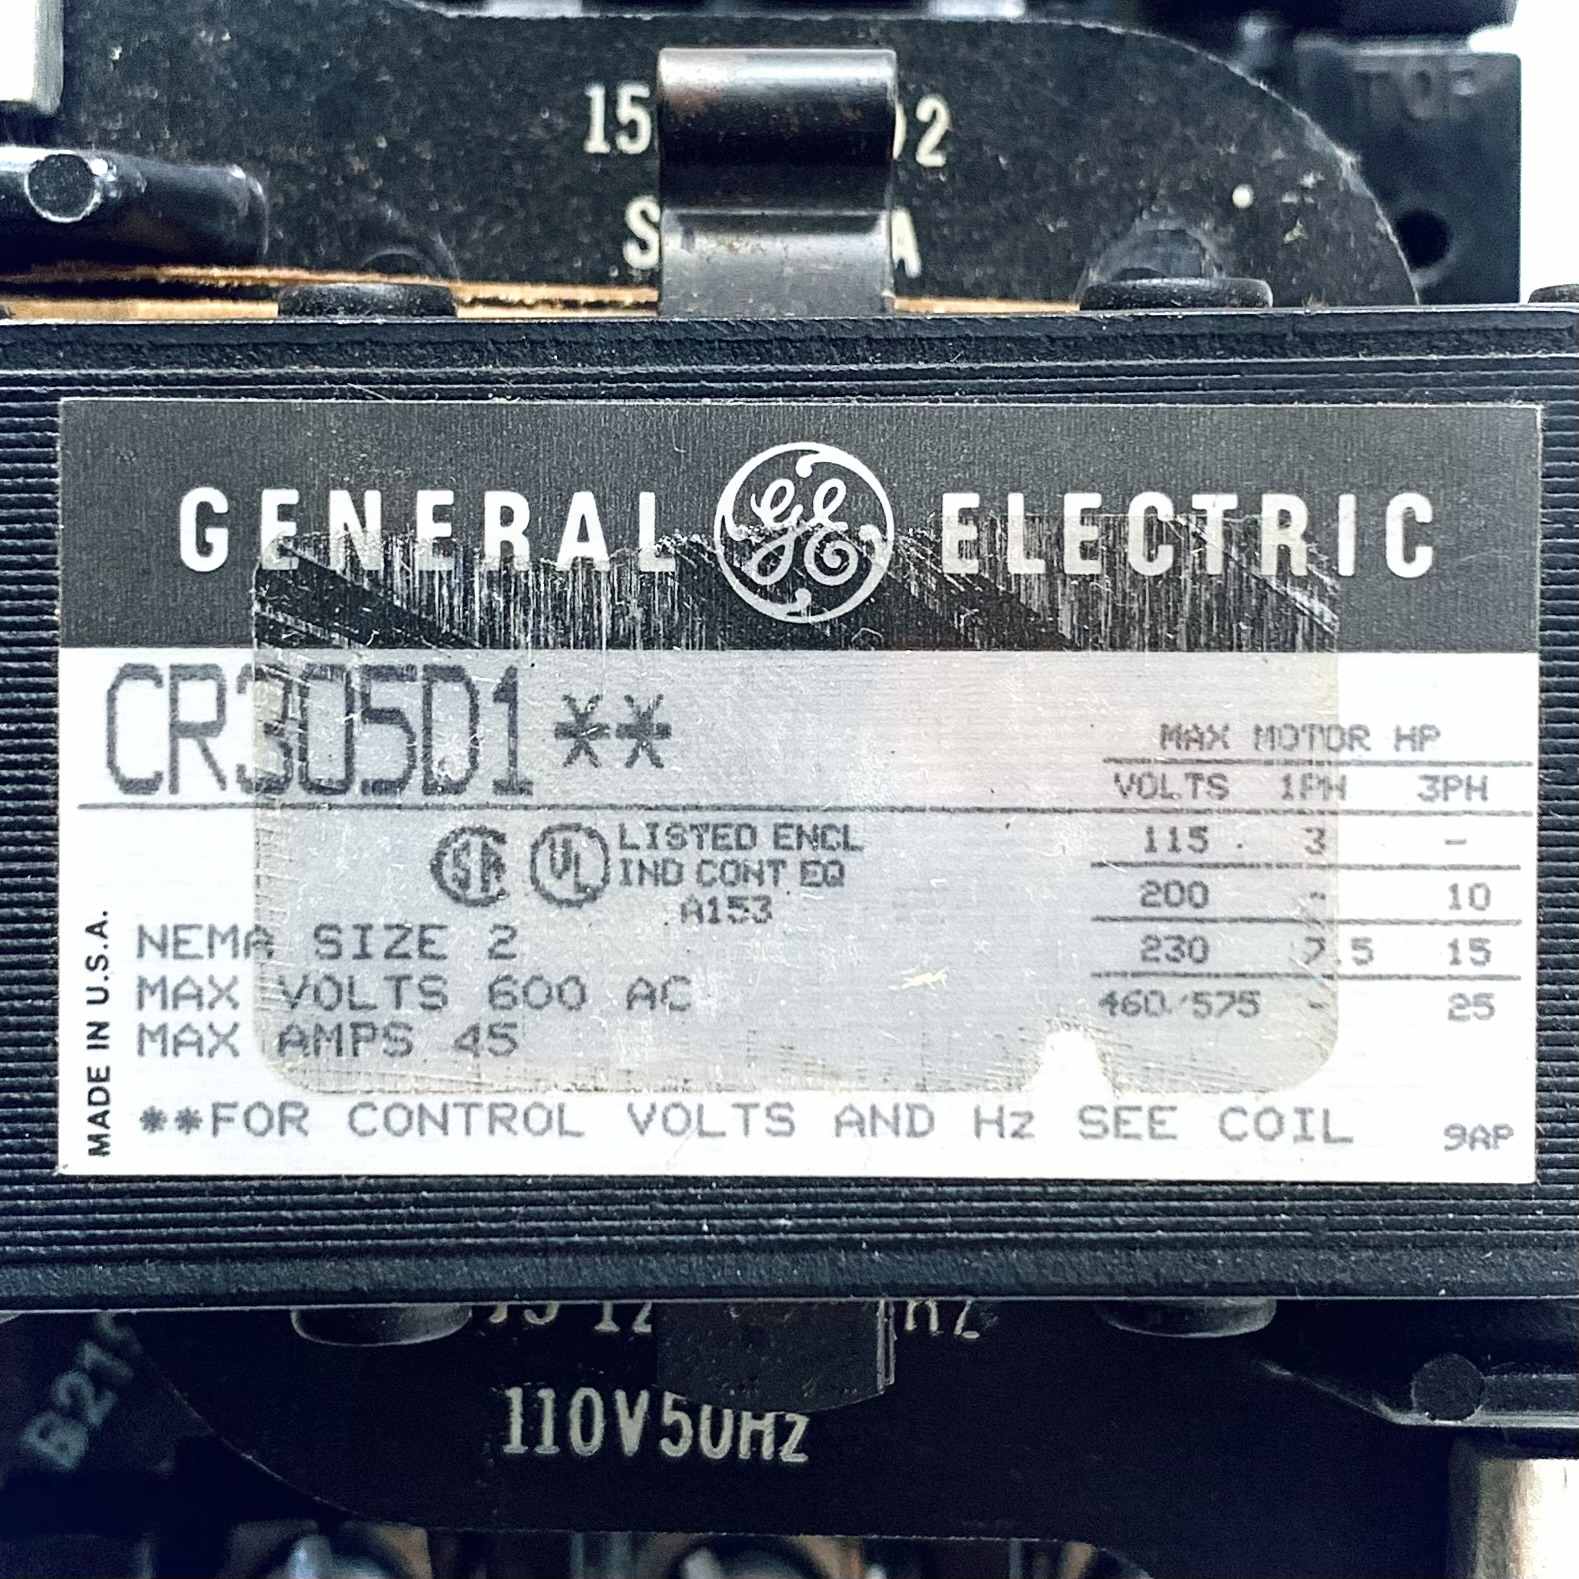 TOP
GENERAL GE ELECTRIC
CR305D1**
MAX MOTOR HP
VOLTS 1PH 3PH
115 3 -
200 - 10
230 7.5 15
460/575 - 25
LISTED ENCL
IND CONT EQ
A153
NEMA SIZE 2
MAX VOLTS 600 AC
MAX AMPS 45
MADE IN U.S.A.
**FOR CONTROL VOLTS AND Hz SEE COIL
9AP
110V50Hz